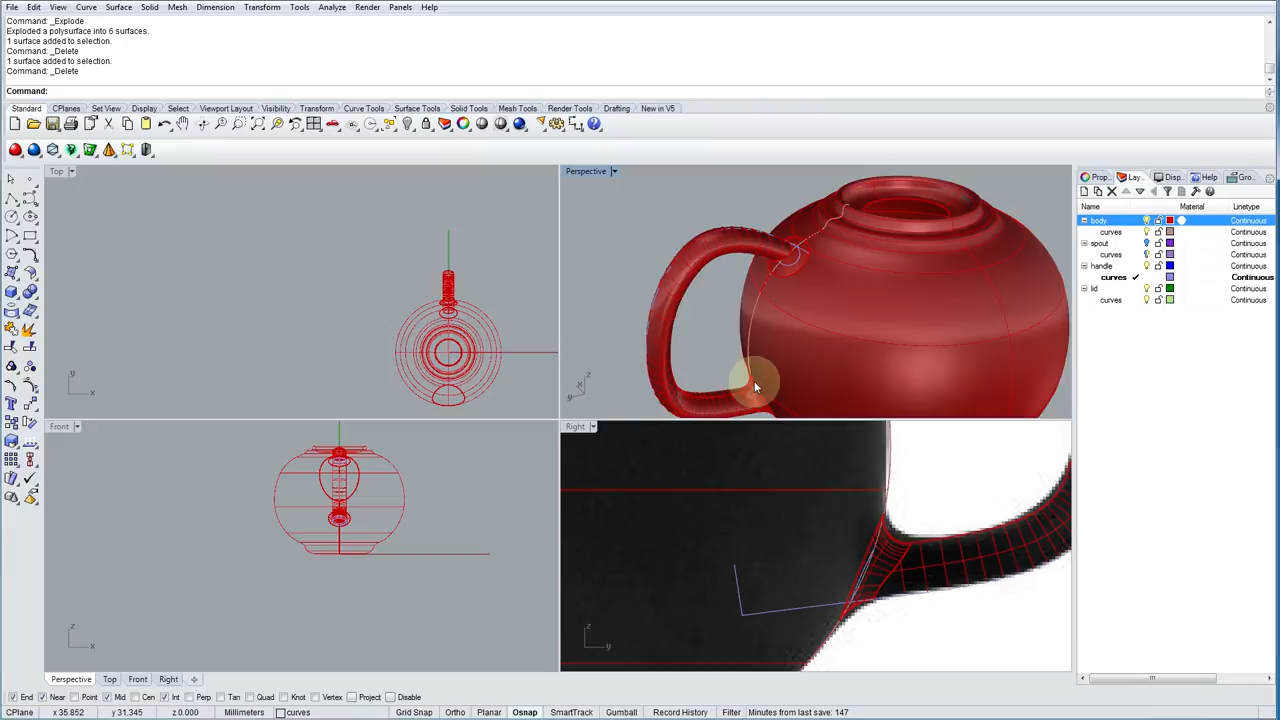 File Edit View Curve Surface Solid Mesh Dimension Transform Tools Analyze Render Panels Help
Command: _Explode
Exploded a polysurface into 6 surfaces.
1 surface added to selection.
Command: _Delete
1 surface added to selection.
Command: _Delete
Command:
Standard CPlanes Set View Display Select Viewport Layout Visibility Transform Curve Tools Surface Tools Solid Tools Mesh Tools Render Tools Drafting New in V5
Top
Perspective
Prop... Lay... Disp... Help Gro...
Name Material Linetype
body Continuous
curves Continuous
spout Continuous
curves Continuous
handle Continuous
curves Continuous
lid Continuous
curves Continuous
y
x
z
x
y
Front
Right
z
x
z
y
Perspective Top Front Right
End Near Point Mid Cen Int Perp Tan Quad Knot Vertex Project Disable
CPlane x 35.852 y 31.345 z 0.000 Millimeters curves Grid Snap Ortho Planar Osnap SmartTrack Gumball Record History Filter Minutes from last save: 147